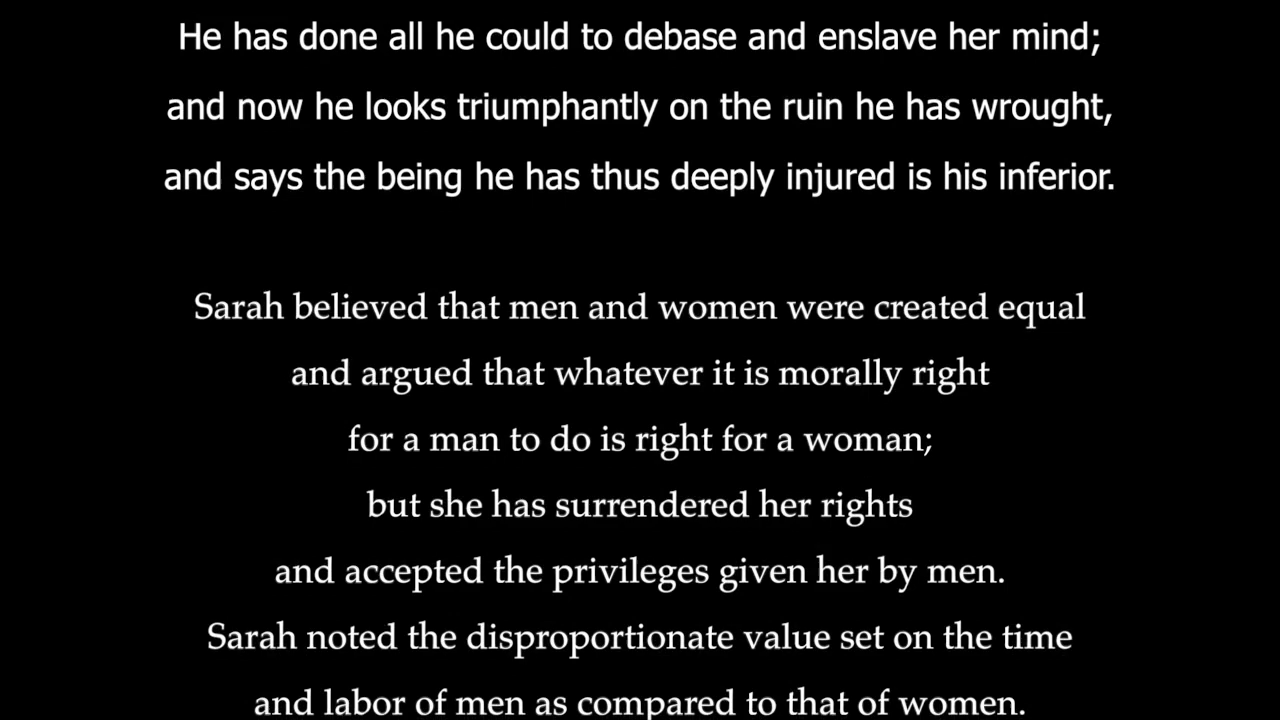 He has done all he could to debase and enslave her mind;
and now he looks triumphantly on the ruin he has wrought,
and says the being he has thus deeply injured is his inferior.
Sarah believed that men and women were created equal
and argued that whatever it is morally right
for a man to do is right for a woman;
but she has surrendered her rights
and accepted the privileges given her by men.
Sarah noted the disproportionate value set on the time
and labor of men as compared to that of women.